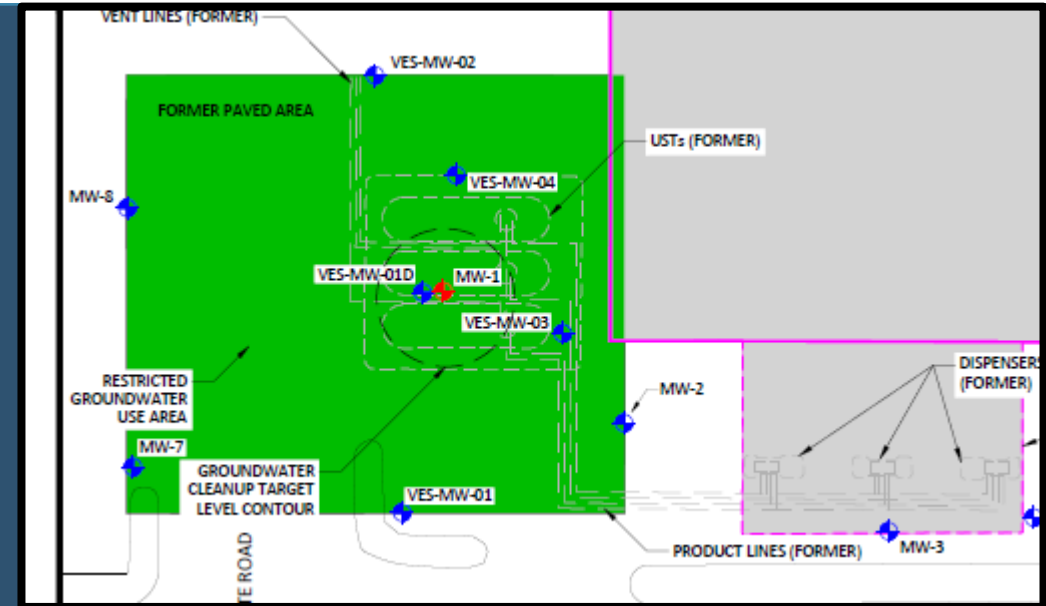 VENT LINES (FORMER)
VES-MW-02
FORMER PAVED AREA
USTs (FORMER)
VES-MW-04
MW-8
VES-MW-01D
MW-1
VES-MW-03
RESTRICTED
GROUNDWATER
USE AREA
DISPENSERS
(FORMER)
MW-2
MW-7
GROUNDWATER
CLEANUP TARGET
LEVEL CONTOUR
VES-MW-01
PRODUCT LINES (FORMER)
MW-3
TE ROAD